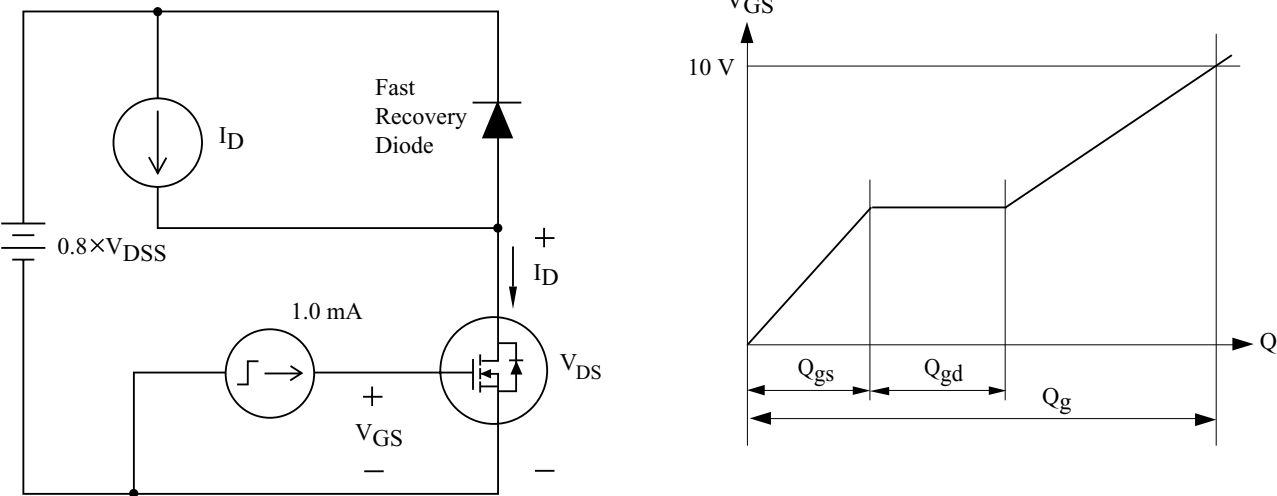 Fast
Recovery
Diode
I_D
0.8×V_DSS
+
I_D
1.0 mA
V_DS
+
V_GS
−
−
V_GS
10 V
Q
Q_gs
Q_gd
Q_g